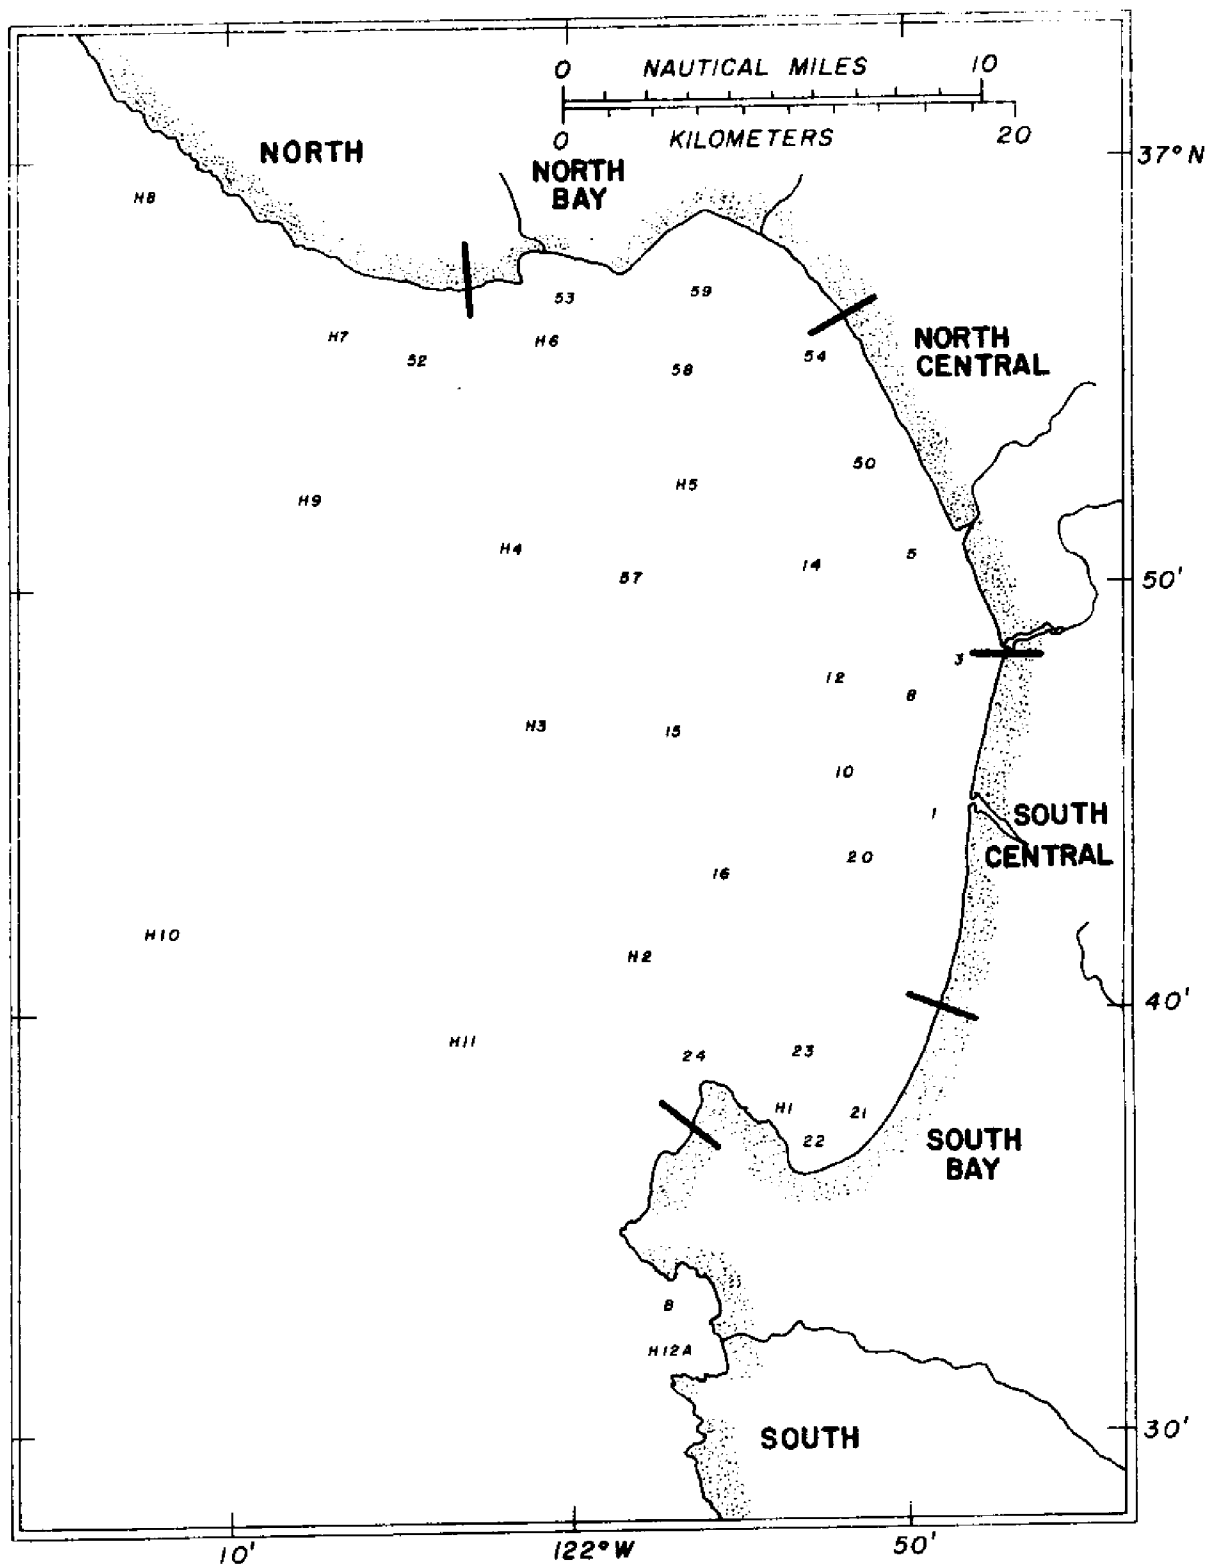 0 NAUTICAL MILES 10
0 KILOMETERS 20
37° N
NORTH
NORTH
BAY
H8
53
59
H7
H6
52
58
54
NORTH
CENTRAL
50
H5
H9
H4
57
14
5
50'
3
12
8
H3
15
10
1
SOUTH
CENTRAL
20
16
H10
H2
40'
H11
24
23
H1
21
22
SOUTH
BAY
B
H12A
SOUTH
30'
10'
122° W
50'